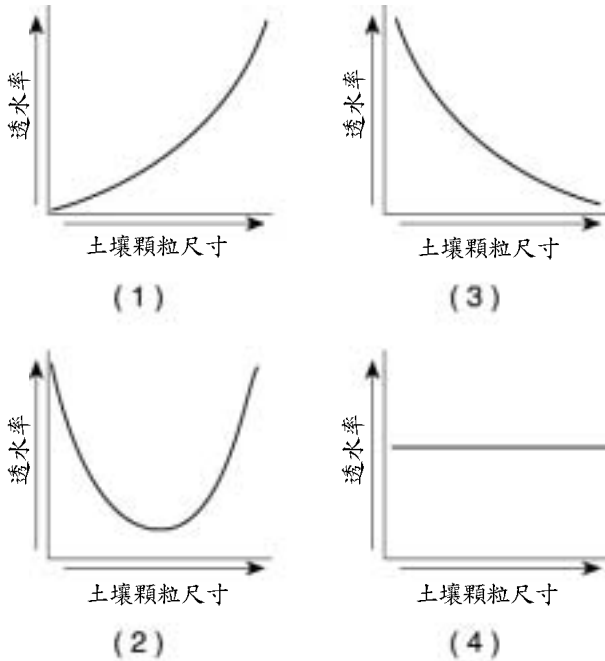 透水率
土壤顆粒尺寸
( 1 )
透水率
土壤顆粒尺寸
( 3 )
透水率
土壤顆粒尺寸
( 2 )
透水率
土壤顆粒尺寸
( 4 )